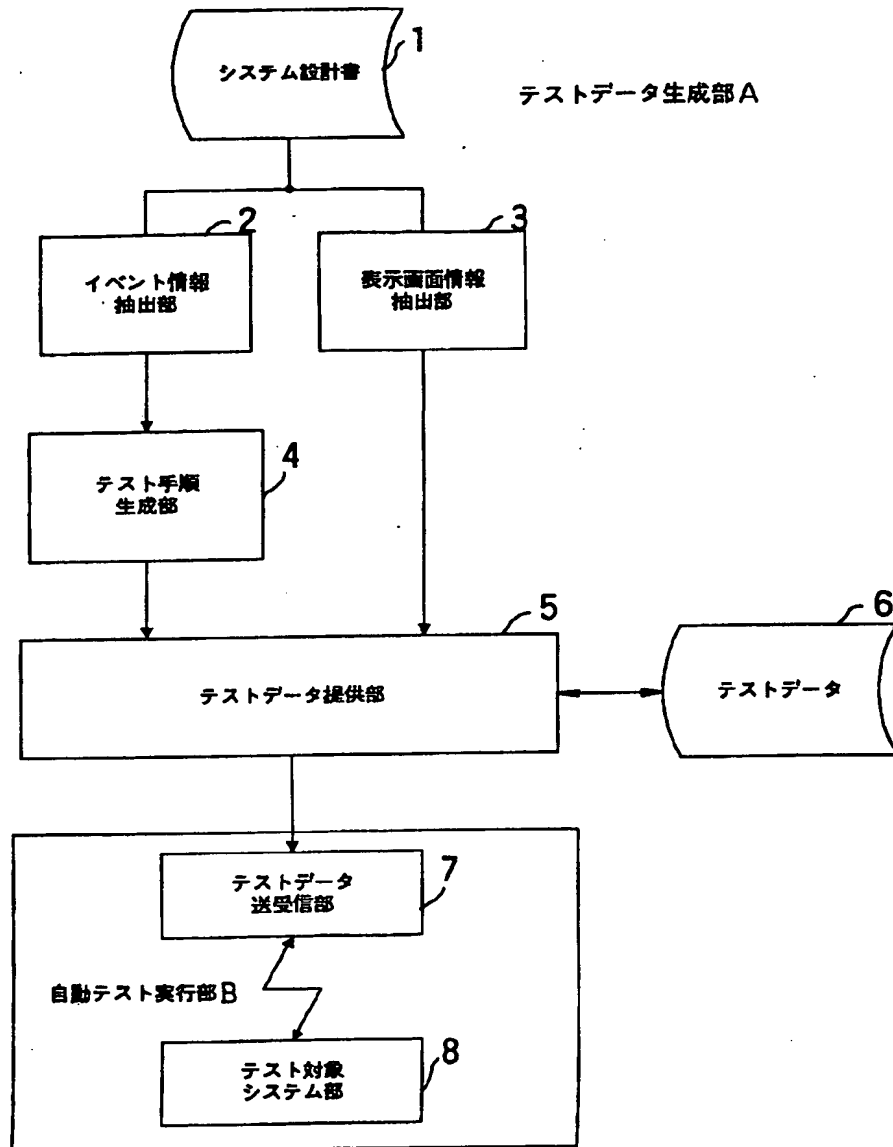 1
システム設計書
テストデータ生成部A
2
3
イベント情報
抽出部
表示画面情報
抽出部
4
テスト手順
生成部
5
6
テストデータ提供部
テストデータ
テストデータ
送受信部
7
自動テスト実行部B
テスト対象
システム部
8